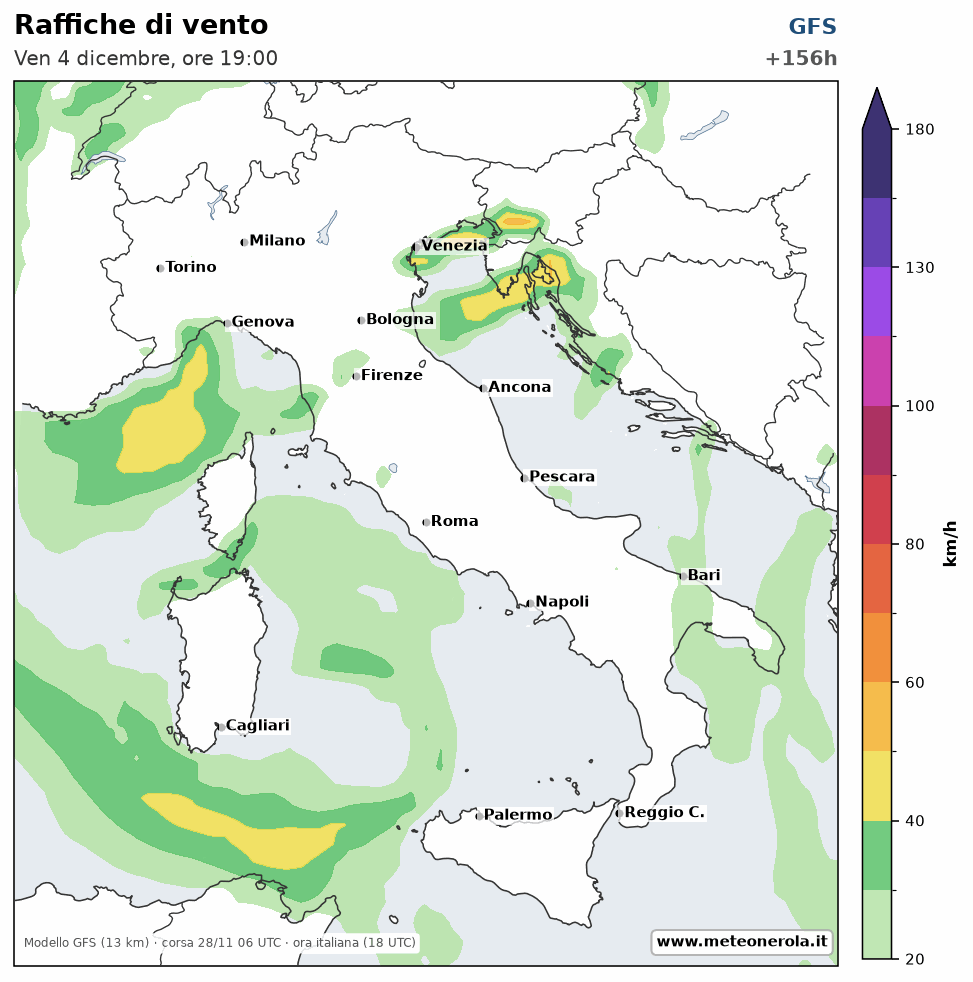 Raffiche di vento
GFS
Ven 4 dicembre, ore 19:00
+156h
180
130
100
80
60
40
20
km/h
Milano
Venezia
Torino
Genova
Bologna
Firenze
Ancona
Pescara
Roma
Bari
Napoli
Cagliari
Palermo
Reggio C.
Modello GFS (13 km) · corsa 28/11 06 UTC · ora italiana (18 UTC)
www.meteonerola.it